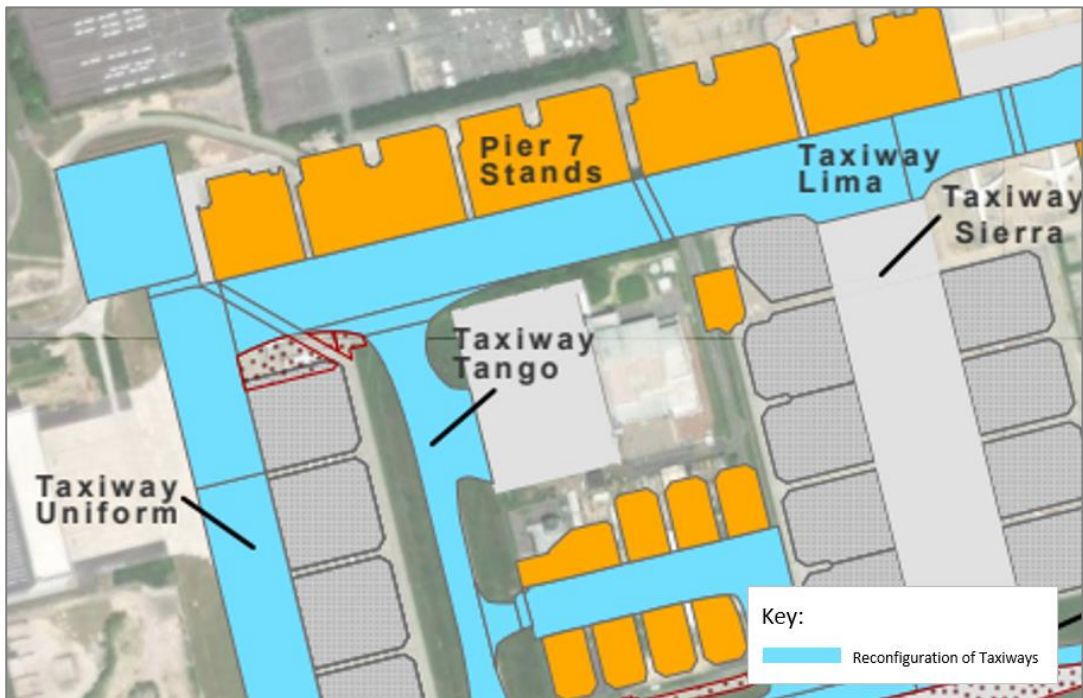 Pier 7
Stands
Taxiway
Lima
Taxiway
Sierra
Taxiway
Tango
Taxiway
Uniform
Key:
Reconfiguration of Taxiways